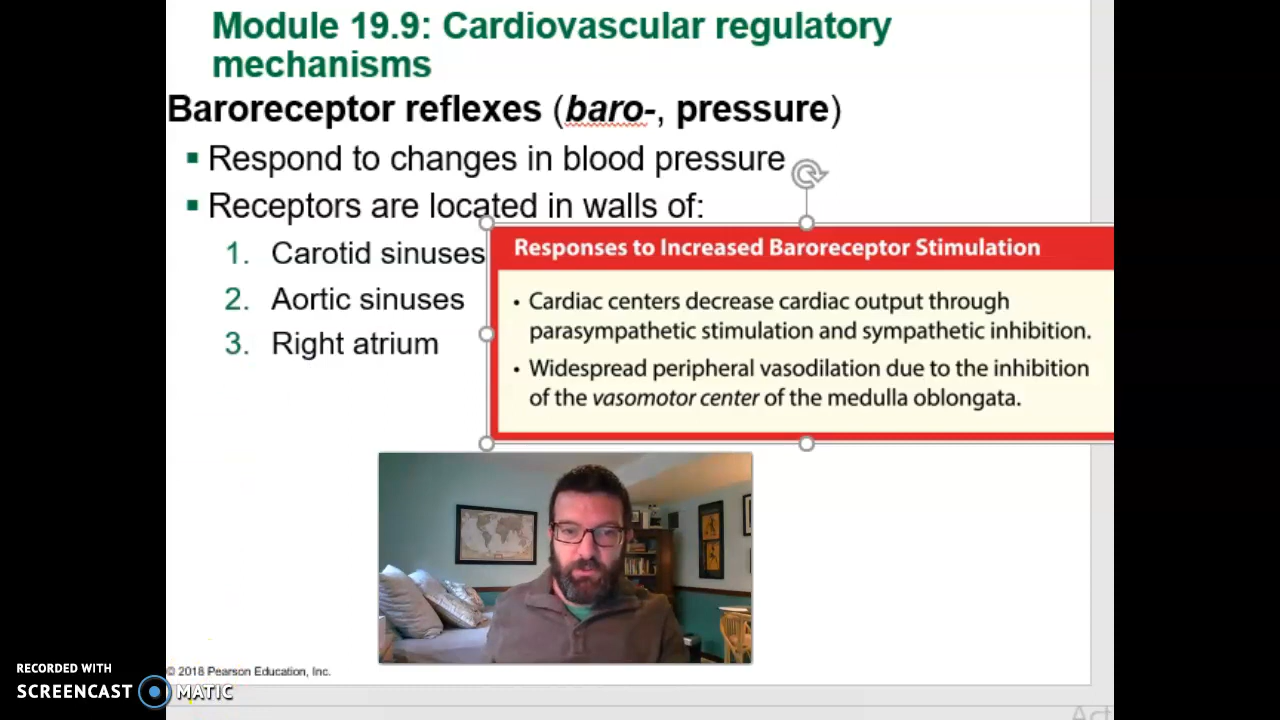 Module 19.9: Cardiovascular regulatory
mechanisms
Baroreceptor reflexes (baro-, pressure)
▪ Respond to changes in blood pressure
▪ Receptors are located in walls of:
1. Carotid sinuses
2. Aortic sinuses
3. Right atrium
Responses to Increased Baroreceptor Stimulation
• Cardiac centers decrease cardiac output through
parasympathetic stimulation and sympathetic inhibition.
• Widespread peripheral vasodilation due to the inhibition
of the vasomotor center of the medulla oblongata.
© 2018 Pearson Education, Inc.
RECORDED WITH
SCREENCAST MATIC